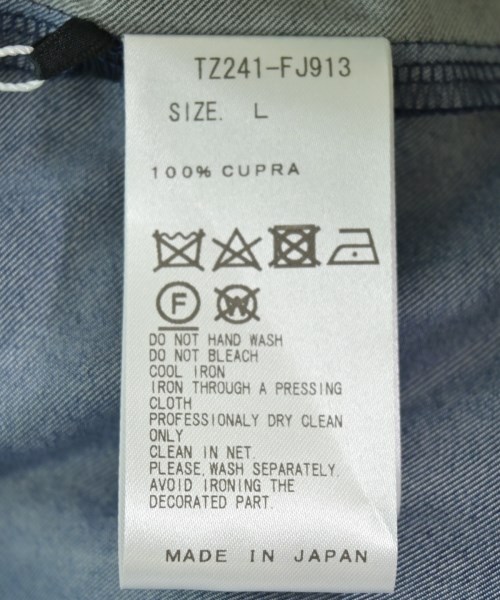 TZ241-FJ913
SIZE. L
100% CUPRA
F W
DO NOT HAND WASH
DO NOT BLEACH
COOL IRON
IRON THROUGH A PRESSING
CLOTH
PROFESSIONALY DRY CLEAN
ONLY
CLEAN IN NET.
PLEASE, WASH SEPARATELY.
AVOID IRONING THE
DECORATED PART.
MADE IN JAPAN